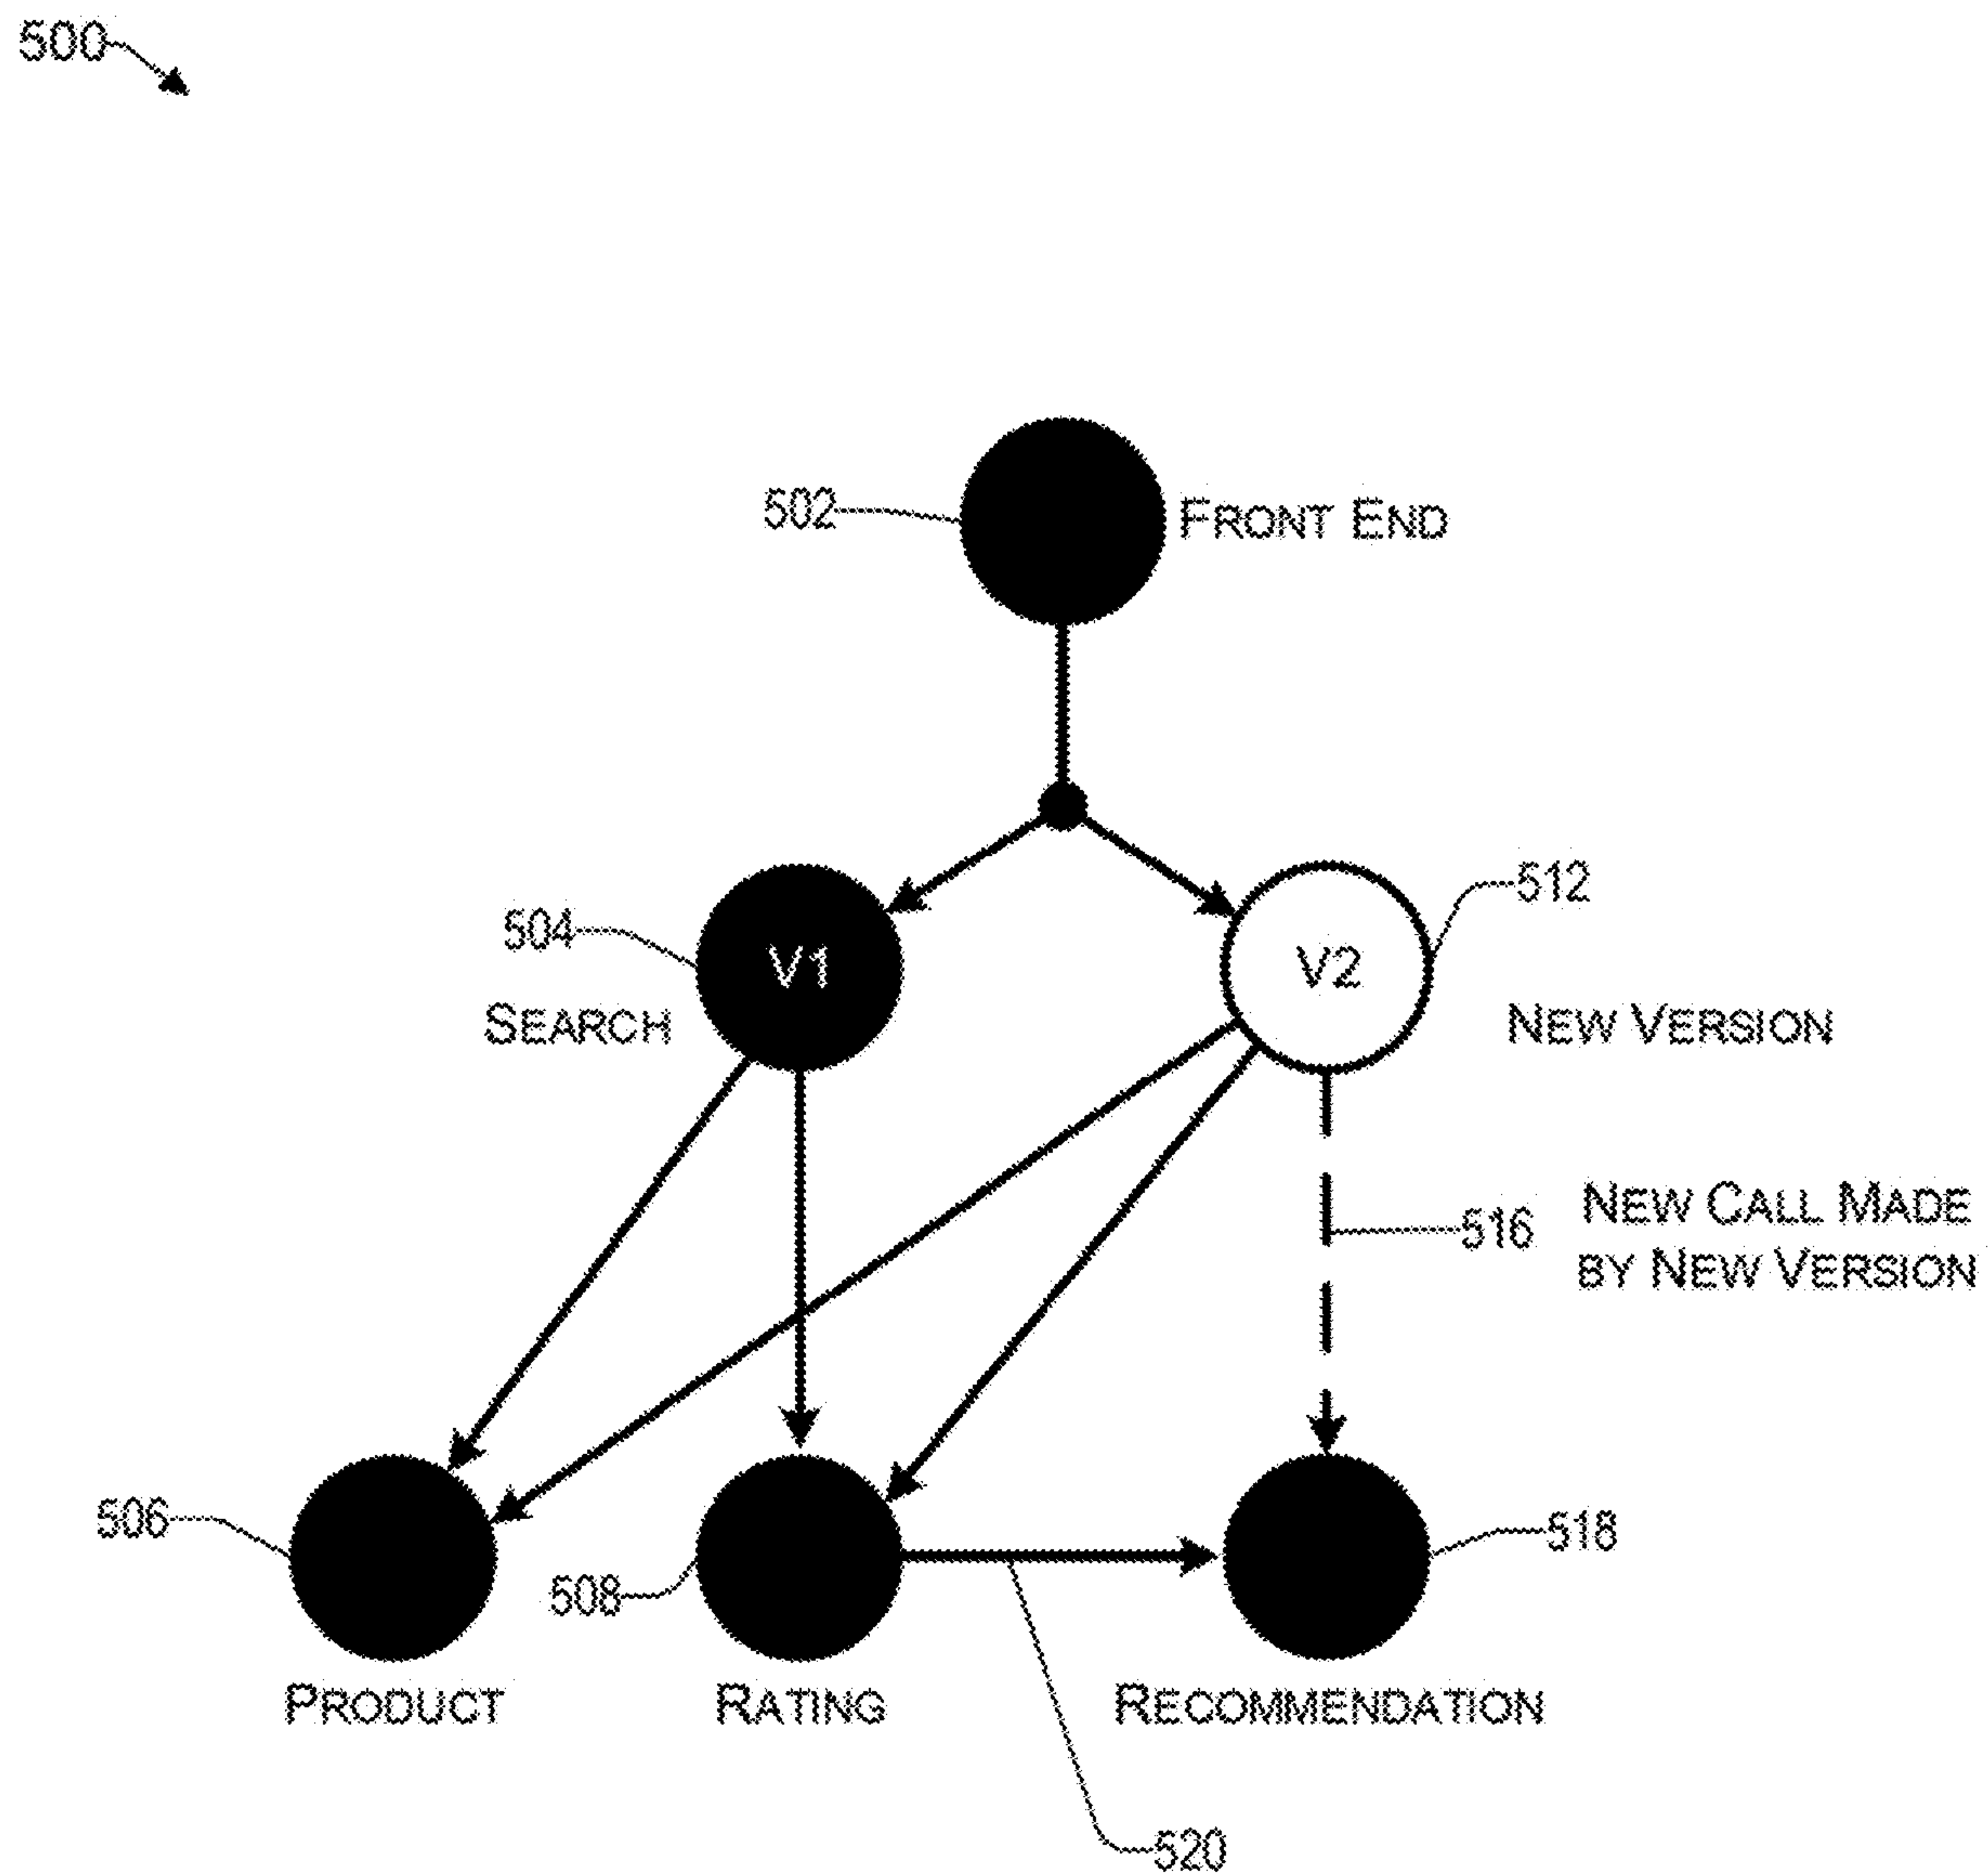 500
502
FRONT END
504
V1
V2
512
SEARCH
NEW VERSION
516
NEW CALL MADE
BY NEW VERSION
506
508
518
PRODUCT
RATING
RECOMMENDATION
520